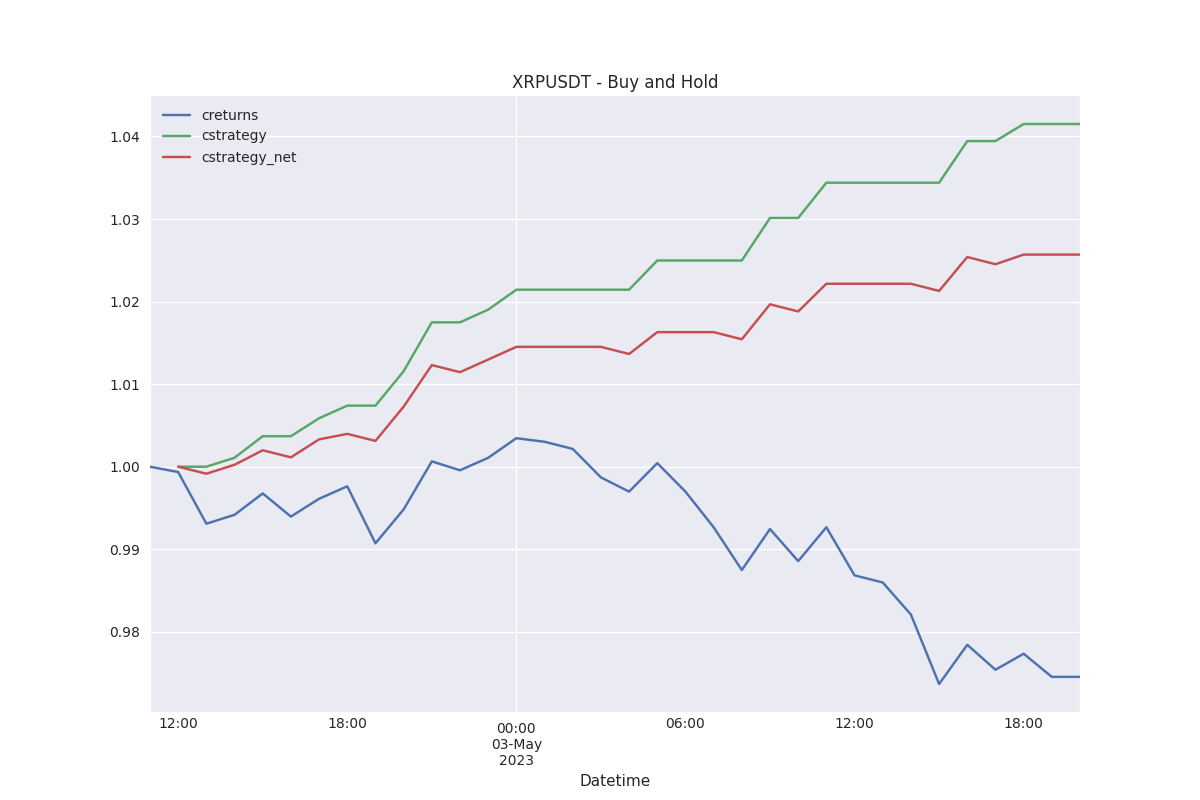 XRPUSDT - Buy and Hold
creturns
cstrategy
cstrategy_net
1.04
1.03
1.02
1.01
1.00
0.99
0.98
12:00
18:00
00:00
03-May
2023
06:00
12:00
18:00
Datetime